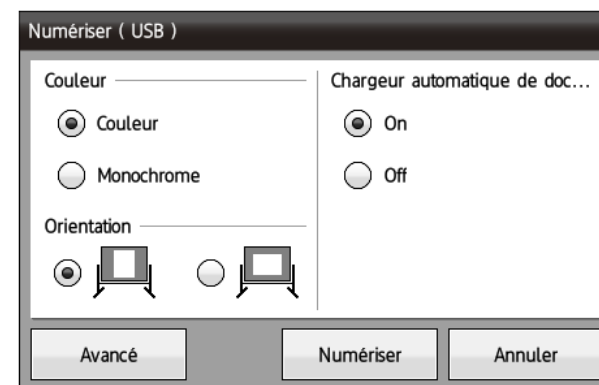 Numériser ( USB )
Couleur
Couleur
Monochrome
Orientation
Chargeur automatique de doc...
On
Off
Avancé
Numériser
Annuler